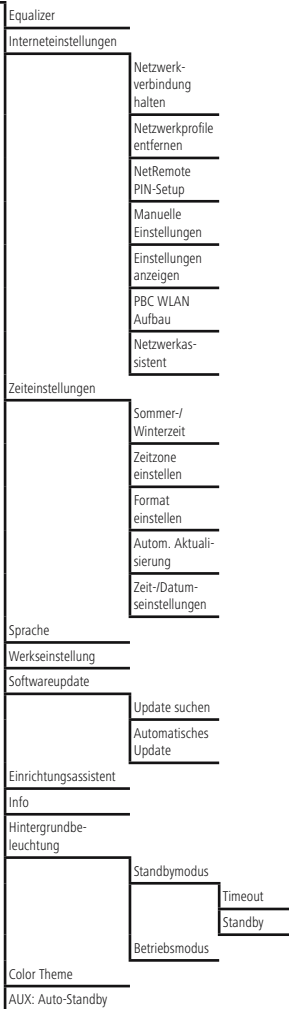 Equalizer
Interneteinstellungen
Netzwerk-
verbindung
halten
Netzwerkprofile
entfernen
NetRemote
PIN-Setup
Manuelle
Einstellungen
Einstellungen
anzeigen
PBC WLAN
Aufbau
Netzwerkas-
sistent
Zeiteinstellungen
Sommer-/
Winterzeit
Zeitzone
einstellen
Format
einstellen
Autom. Aktuali-
sierung
Zeit-/Datum-
seinstellungen
Sprache
Werkseinstellung
Softwareupdate
Update suchen
Automatisches
Update
Einrichtungsassistent
Info
Hintergrundbe-
leuchtung
Standbymodus
Timeout
Standby
Betriebsmodus
Color Theme
AUX: Auto-Standby